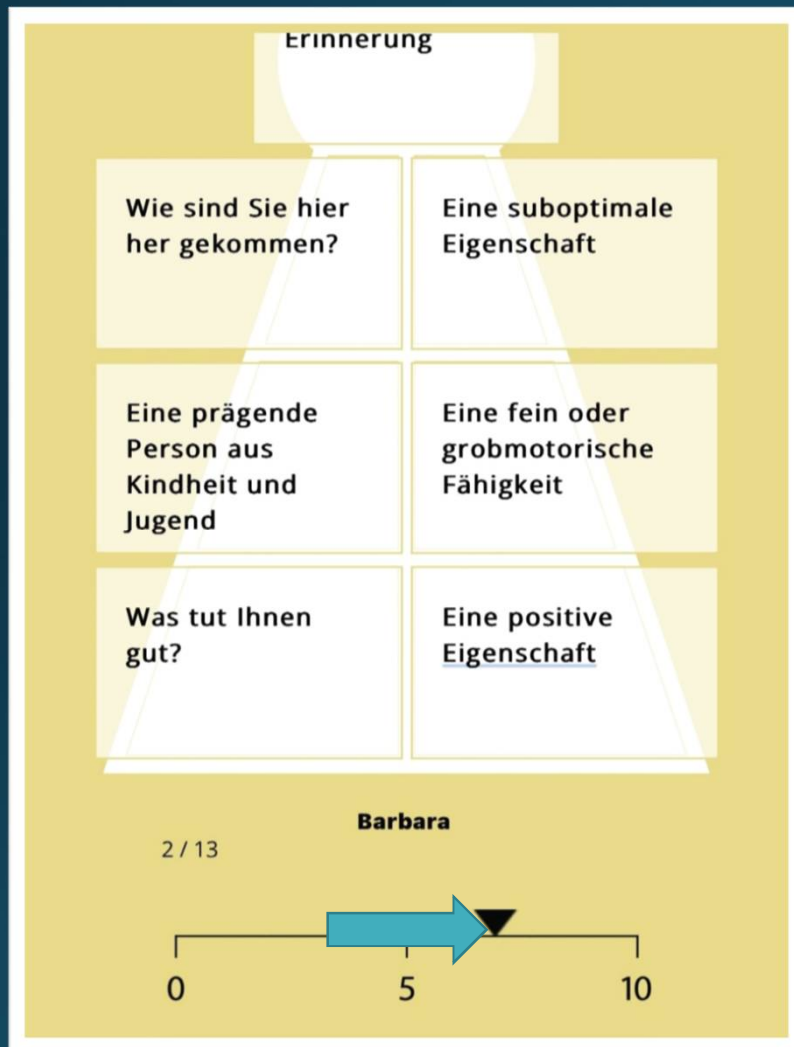 Erinnerung
Wie sind Sie hier
her gekommen?
Eine suboptimale
Eigenschaft
Eine prägende
Person aus
Kindheit und
Jugend
Eine fein oder
grobmotorische
Fähigkeit
Was tut Ihnen
gut?
Eine positive
Eigenschaft
Barbara
2 / 13
0
5
10